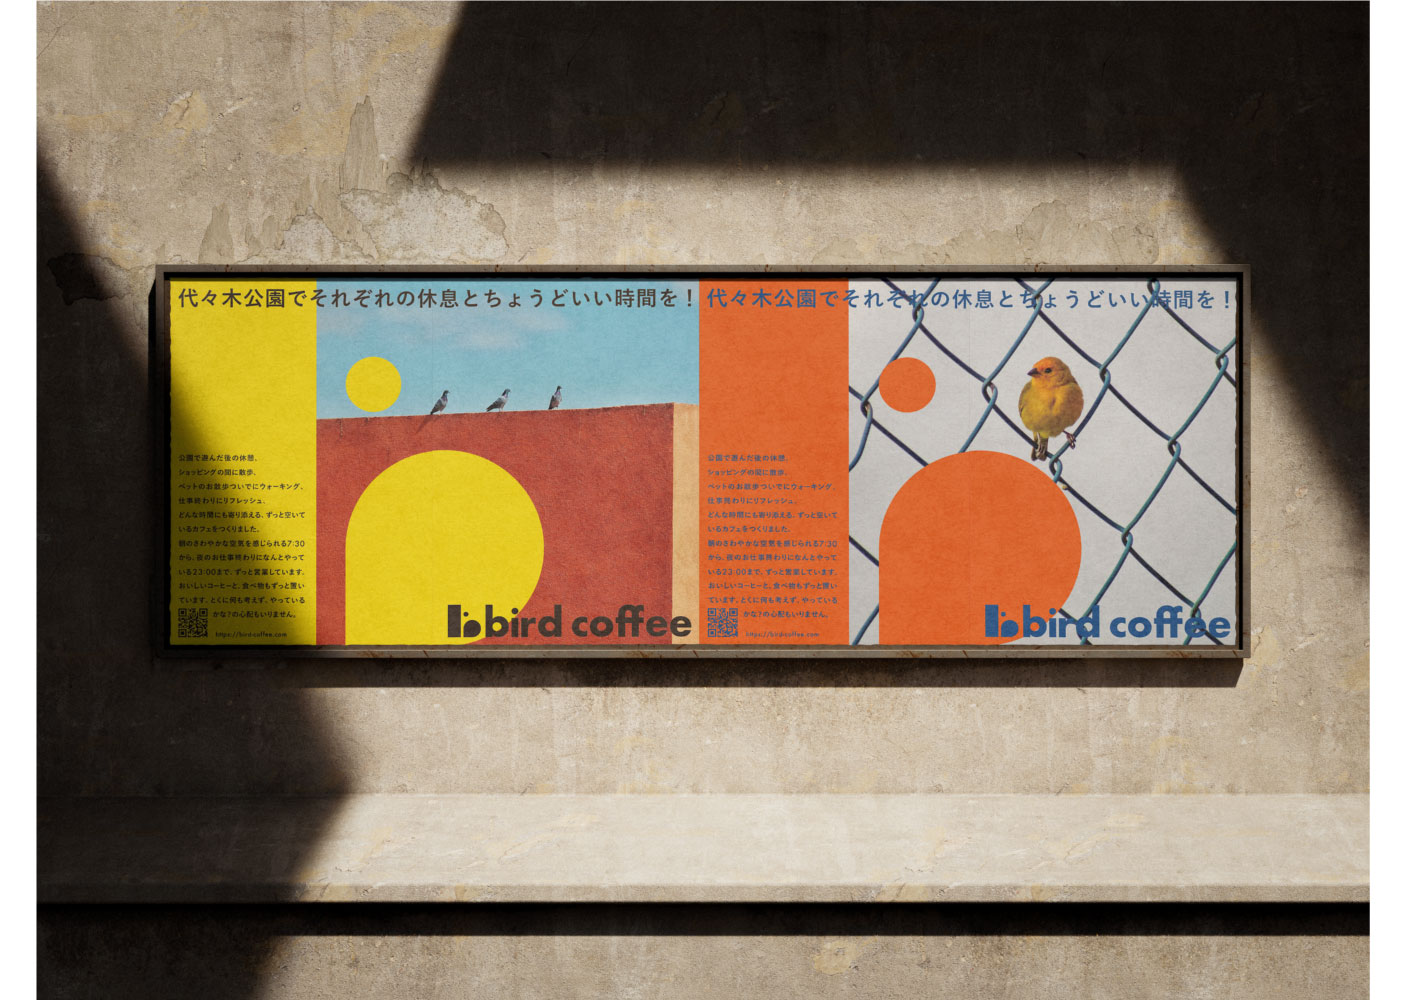 代々木公園でそれぞれの休息とちょうどいい時間を！
公園で遊んだ後の休憩、
ショッピングの間に散歩、
ペットのお散歩ついでにウォーキング、
仕事終わりにリフレッシュ、
どんな時間にも寄り添える、ずっと空いて
いるカフェをつくりました。
朝のさわやかな空気を感じられる7:30
から、夜のお仕事終わりになんとやって
いる23:00まで、ずっと営業しています。
おいしいコーヒーと、食べ物もずっと置い
ています。とくに何も考えず、やっている
かな？の心配もいりません。
https://bird-coffee.com
bird coffee
代々木公園でそれぞれの休息とちょうどいい時間を！
公園で遊んだ後の休憩、
ショッピングの間に散歩、
ペットのお散歩ついでにウォーキング、
仕事終わりにリフレッシュ、
どんな時間にも寄り添える、ずっと空いて
いるカフェをつくりました。
朝のさわやかな空気を感じられる7:30
から、夜のお仕事終わりになんとやって
いる23:00まで、ずっと営業しています。
おいしいコーヒーと、食べ物もずっと置い
ています。とくに何も考えず、やっている
かな？の心配もいりません。
https://bird-coffee.com
bird coffee